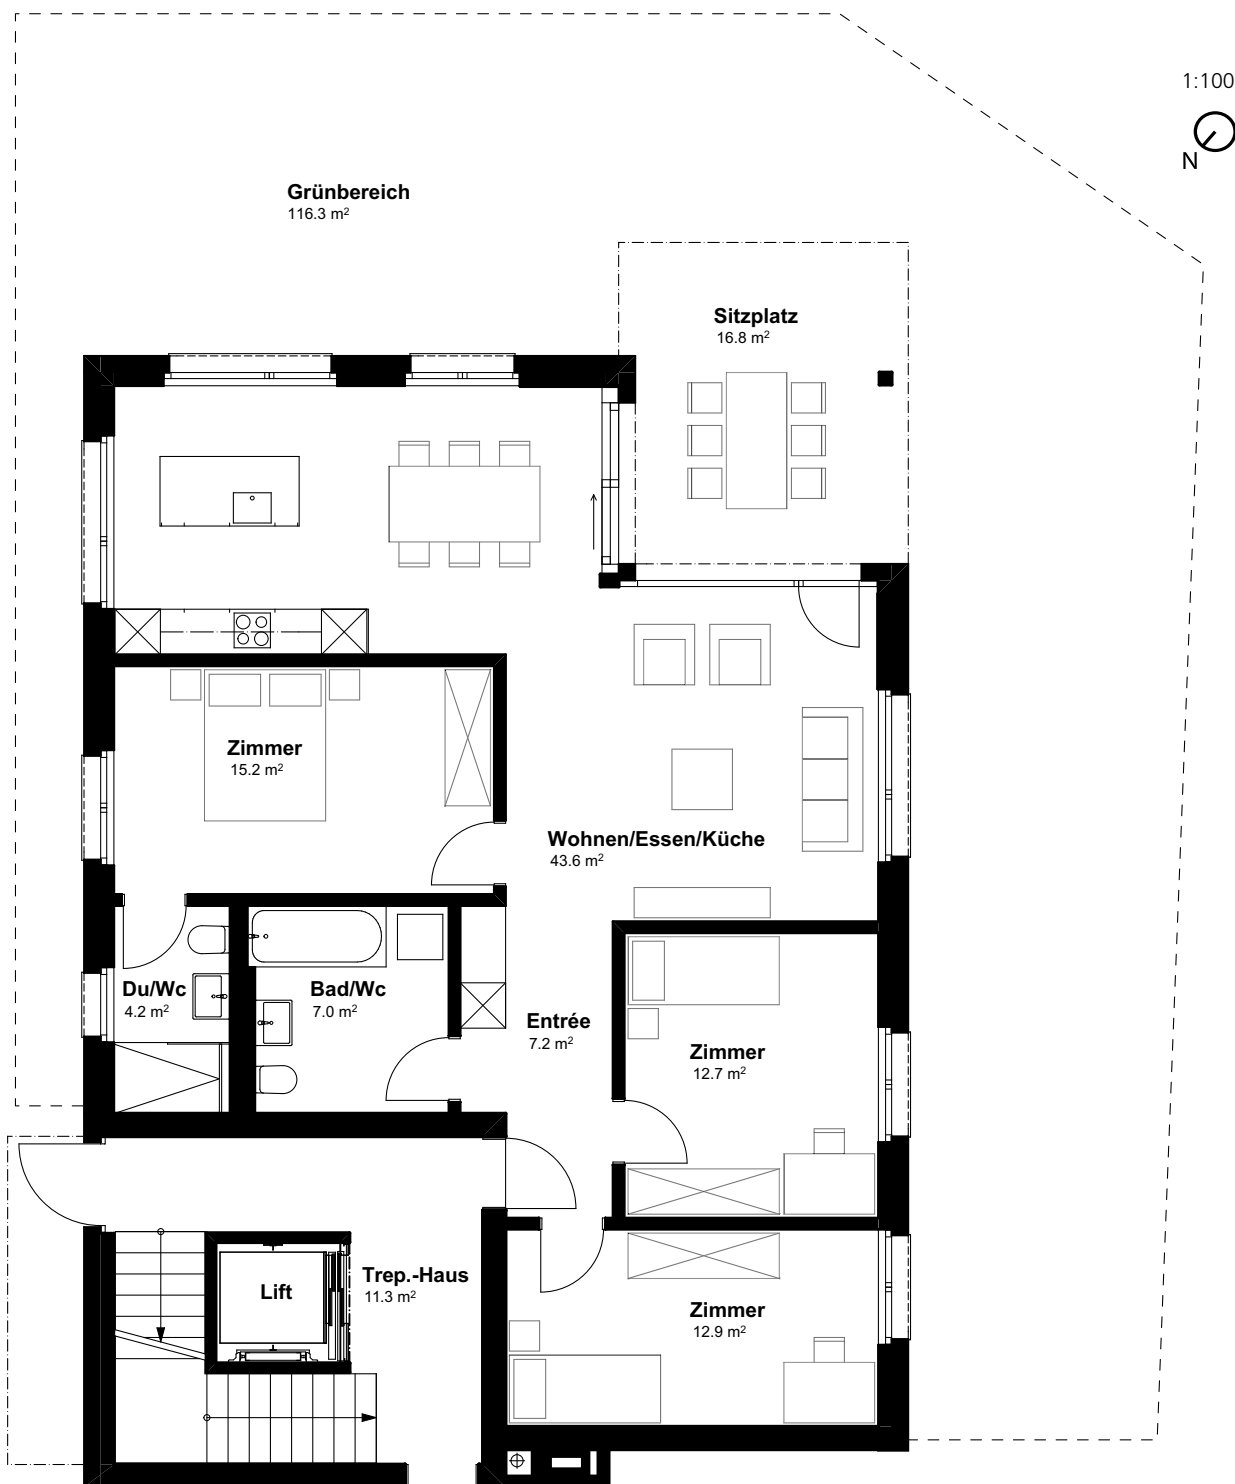 1:100
N
Grünbereich
116.3 m²
Sitzplatz
16.8 m²
Zimmer
15.2 m²
Wohnen/Essen/Küche
43.6 m²
Du/Wc
4.2 m²
Bad/Wc
7.0 m²
Entrée
7.2 m²
Zimmer
12.7 m²
Lift
Trep.-Haus
11.3 m²
Zimmer
12.9 m²